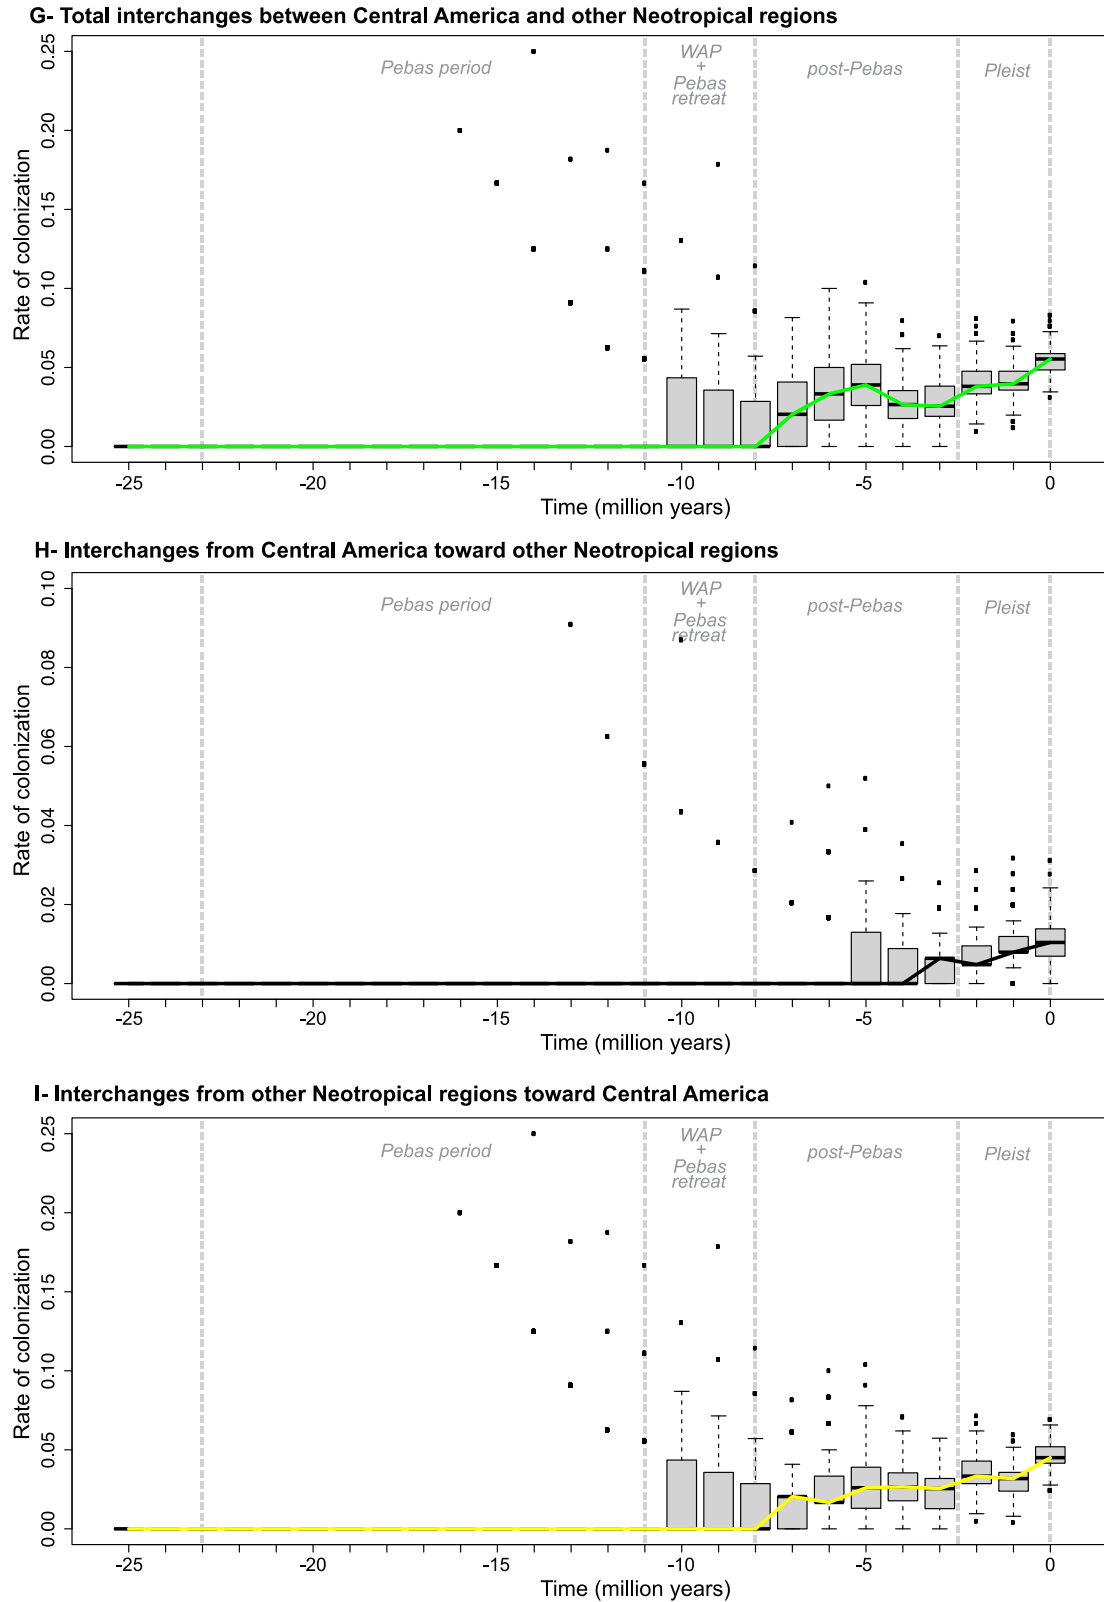 G- Total interchanges between Central America and other Neotropical regions
Rate of colonization
0.25
0.20
0.15
0.10
0.05
0.00
Pebas period
WAP
+
Pebas
retreat
post-Pebas
Pleist
-25 -20 -15 -10 -5 0
Time (million years)
H- Interchanges from Central America toward other Neotropical regions
Rate of colonization
0.10
0.08
0.06
0.04
0.02
0.00
Pebas period
WAP
+
Pebas
retreat
post-Pebas
Pleist
-25 -20 -15 -10 -5 0
Time (million years)
I- Interchanges from other Neotropical regions toward Central America
Rate of colonization
0.25
0.20
0.15
0.10
0.05
0.00
Pebas period
WAP
+
Pebas
retreat
post-Pebas
Pleist
-25 -20 -15 -10 -5 0
Time (million years)